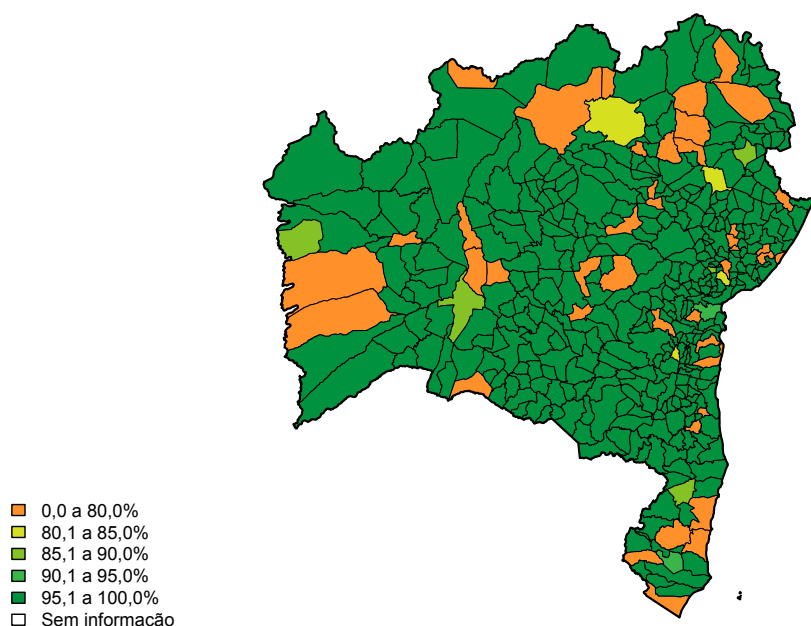 0,0 a 80,0%
80,1 a 85,0%
85,1 a 90,0%
90,1 a 95,0%
95,1 a 100,0%
Sem informação